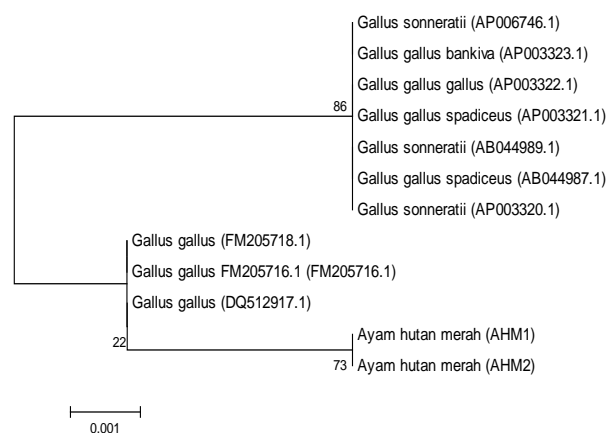 Gallus sonneratii (AP006746.1)
Gallus gallus bankiva (AP003323.1)
Gallus gallus gallus (AP003322.1)
86
Gallus gallus spadiceus (AP003321.1)
Gallus sonneratii (AB044989.1)
Gallus gallus spadiceus (AB044987.1)
Gallus sonneratii (AP003320.1)
Gallus gallus (FM205718.1)
Gallus gallus FM205716.1 (FM205716.1)
Gallus gallus (DQ512917.1)
22
Ayam hutan merah (AHM1)
73
Ayam hutan merah (AHM2)
0.001